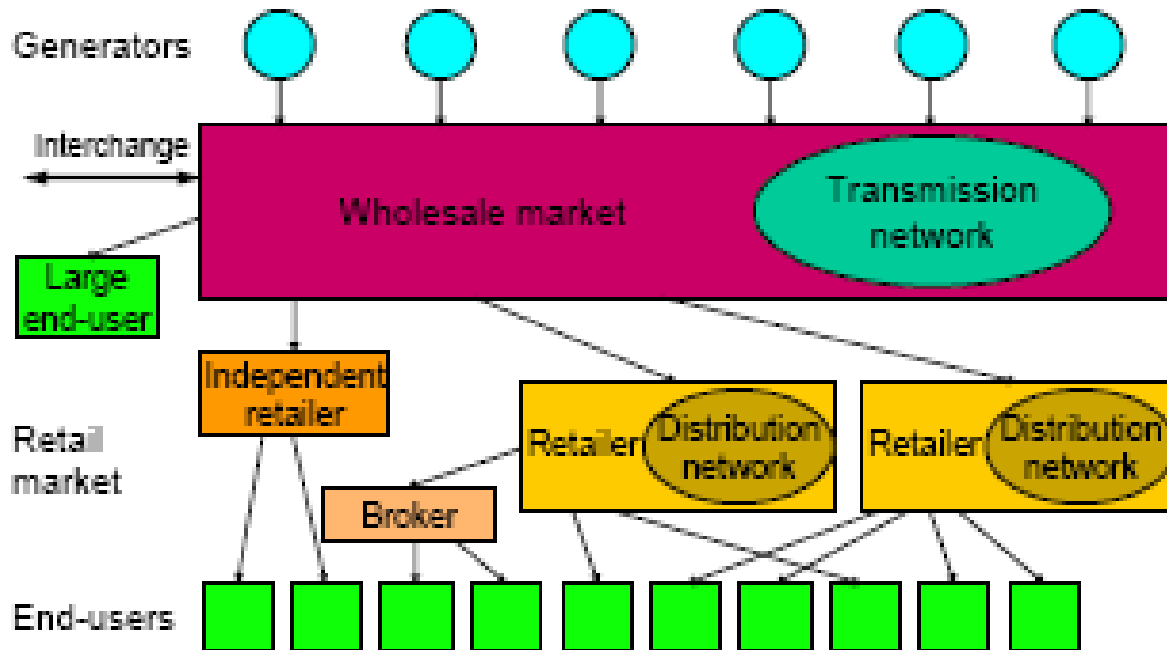 Generators
Interchange
Wholesale market
Transmission
network
Large
end-user
Independent
retailer
Retailer
Distribution
network
Retailer
Distribution
network
Retail
market
Broker
End-users